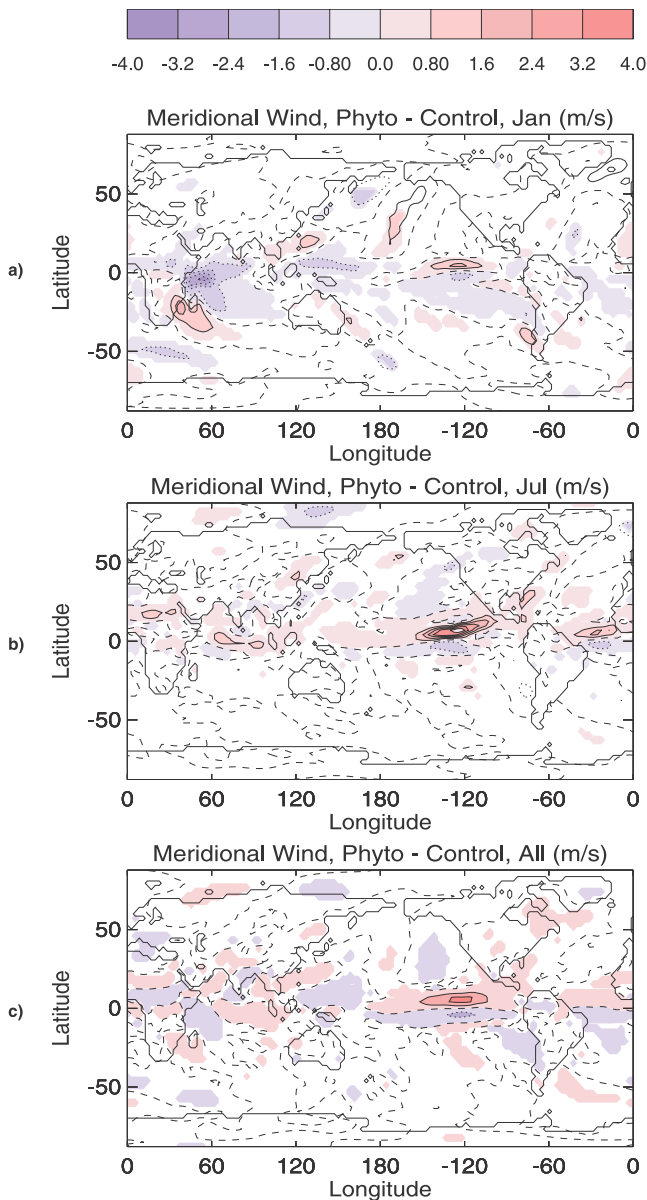 -4.0 -3.2 -2.4 -1.6 -0.80 0.0 0.80 1.6 2.4 3.2 4.0
Meridional Wind, Phyto - Control, Jan (m/s)
a)
Latitude
50
0
-50
0 60 120 180 -120 -60 0
Longitude
Meridional Wind, Phyto - Control, Jul (m/s)
b)
Latitude
50
0
-50
0 60 120 180 -120 -60 0
Longitude
Meridional Wind, Phyto - Control, All (m/s)
c)
Latitude
50
0
-50
0 60 120 180 -120 -60 0
Longitude